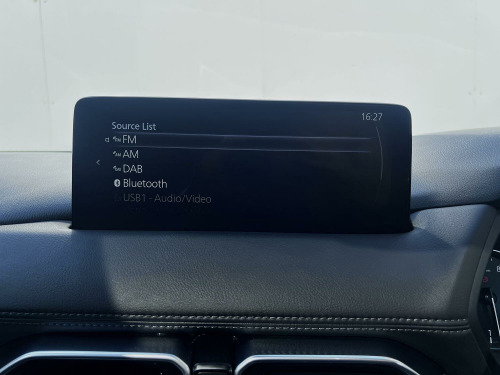 16:27
Source List
FM
AM
DAB
Bluetooth
USB1 - Audio/Video